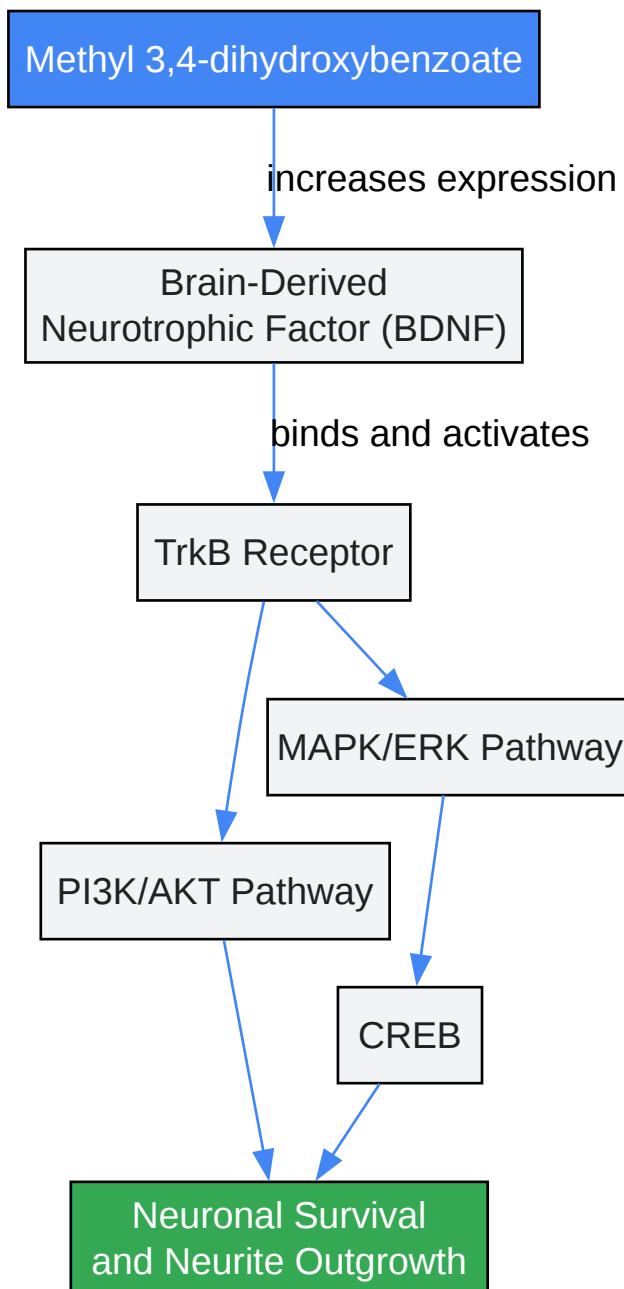 Methyl 3,4-dihydroxybenzoate
increases expression
Brain-Derived
Neurotrophic Factor (BDNF)
binds and activates
TrkB Receptor
MAPK/ERK Pathway
PI3K/AKT Pathway
CREB
Neuronal Survival
and Neurite Outgrowth